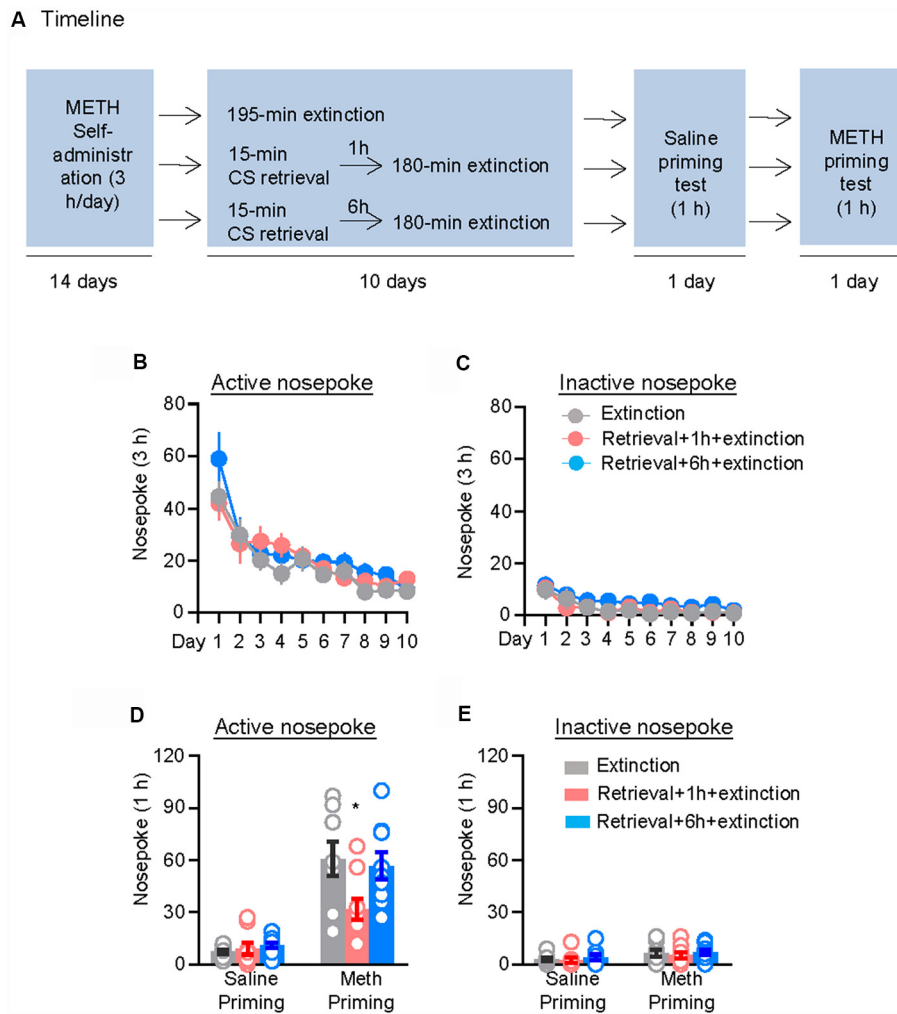 A Timeline
METH
Self-
administr
ation (3
h/day)
195-min extinction
15-min
CS retrieval
1h
180-min extinction
15-min
CS retrieval
6h
180-min extinction
Saline
priming
test
(1 h)
METH
priming
test
(1 h)
14 days
10 days
1 day
1 day
B
Active nosepoke
Nosepoke (3 h)
80
60
40
20
0
Day 1 2 3 4 5 6 7 8 9 10
C
Inactive nosepoke
Extinction
Retrieval+1h+extinction
Retrieval+6h+extinction
Nosepoke (3 h)
80
60
40
20
0
Day 1 2 3 4 5 6 7 8 9 10
D
Active nosepoke
Nosepoke (1 h)
120
90
60
30
0
*
Saline
Priming
Meth
Priming
E
Inactive nosepoke
Extinction
Retrieval+1h+extinction
Retrieval+6h+extinction
Nosepoke (1 h)
120
90
60
30
0
Saline
Priming
Meth
Priming